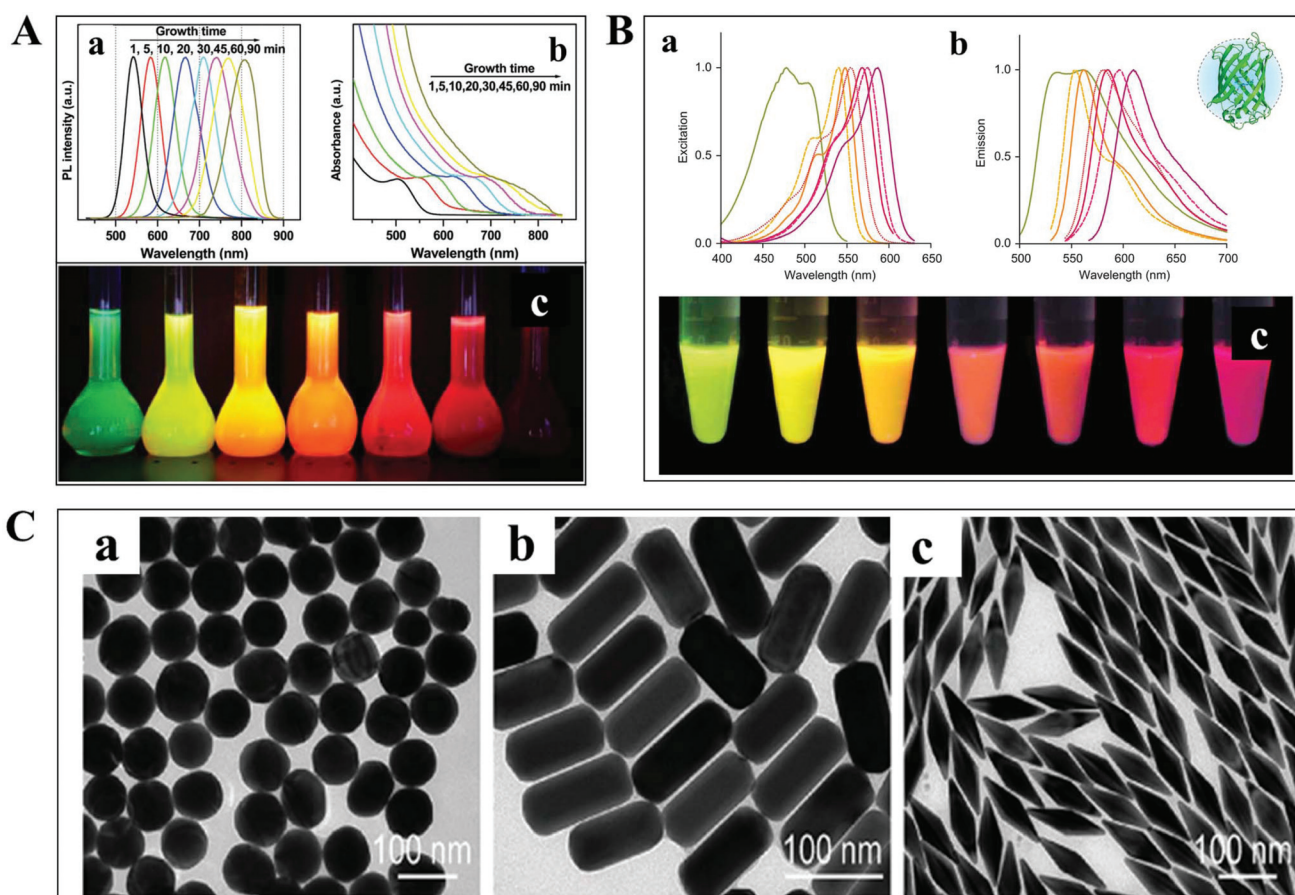 A
a
Growth time
1, 5, 10, 20, 30,45,60,90 min
PL intensity (a.u.)
500 600 700 800 900
Wavelength (nm)
b
Growth time
1,5,10,20,30,45,60,90 min
Absorbance (a.u.)
500 600 700 800
Wavelength (nm)
c
B
a
Excitation
1.0
0.5
0.0
400 450 500 550 600 650
Wavelength (nm)
b
Emission
1.0
0.5
0.0
500 550 600 650 700
Wavelength (nm)
c
C
a
100 nm
b
100 nm
c
100 nm